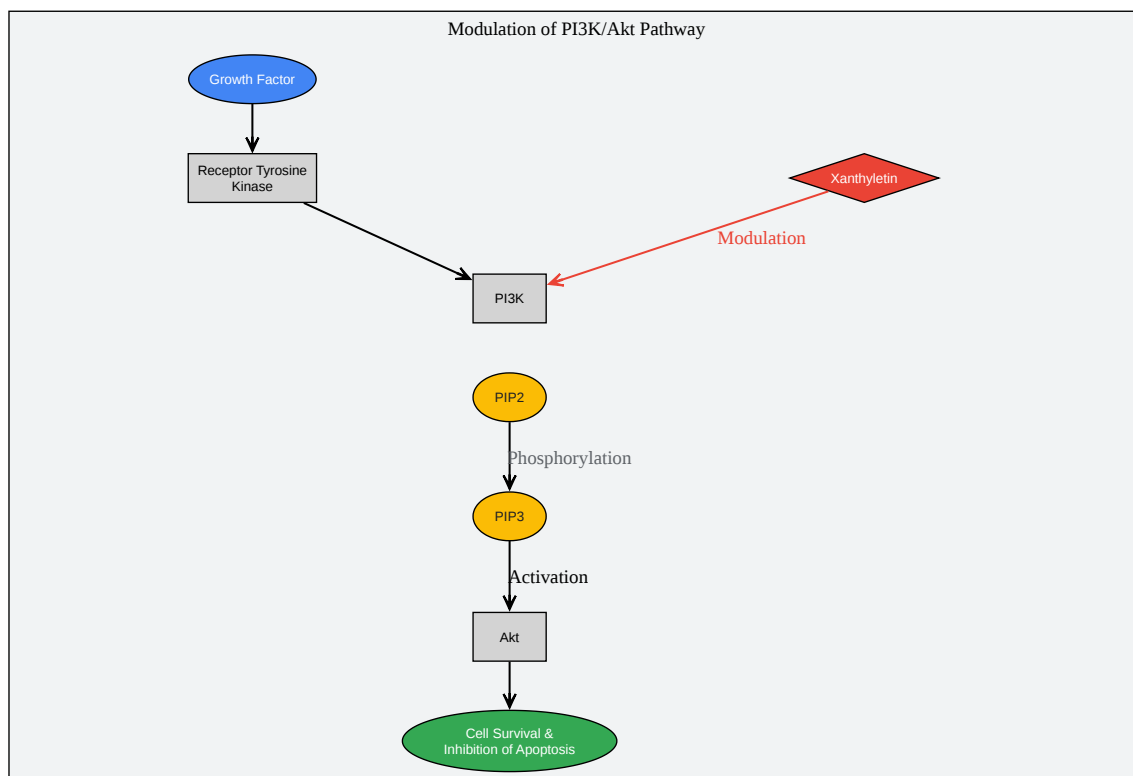 Modulation of PI3K/Akt Pathway
Growth Factor
Receptor Tyrosine
Kinase
Xanthyletin
Modulation
PI3K
PIP2
Phosphorylation
PIP3
Activation
Akt
Cell Survival &
Inhibition of Apoptosis